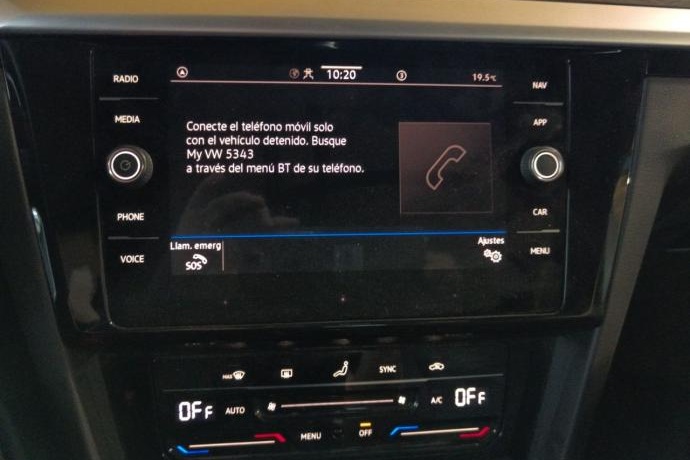 RADIO
10:20
3
19.5°C
NAV
MEDIA
APP
Conecte el teléfono móvil solo
con el vehículo detenido. Busque
My VW 5343
a través del menú BT de su teléfono.
PHONE
CAR
VOICE
Llam. emerg
SOS
Ajustes
MENU
MAX
SYNC
OFF
AUTO
A/C
OFF
MENU
OFF